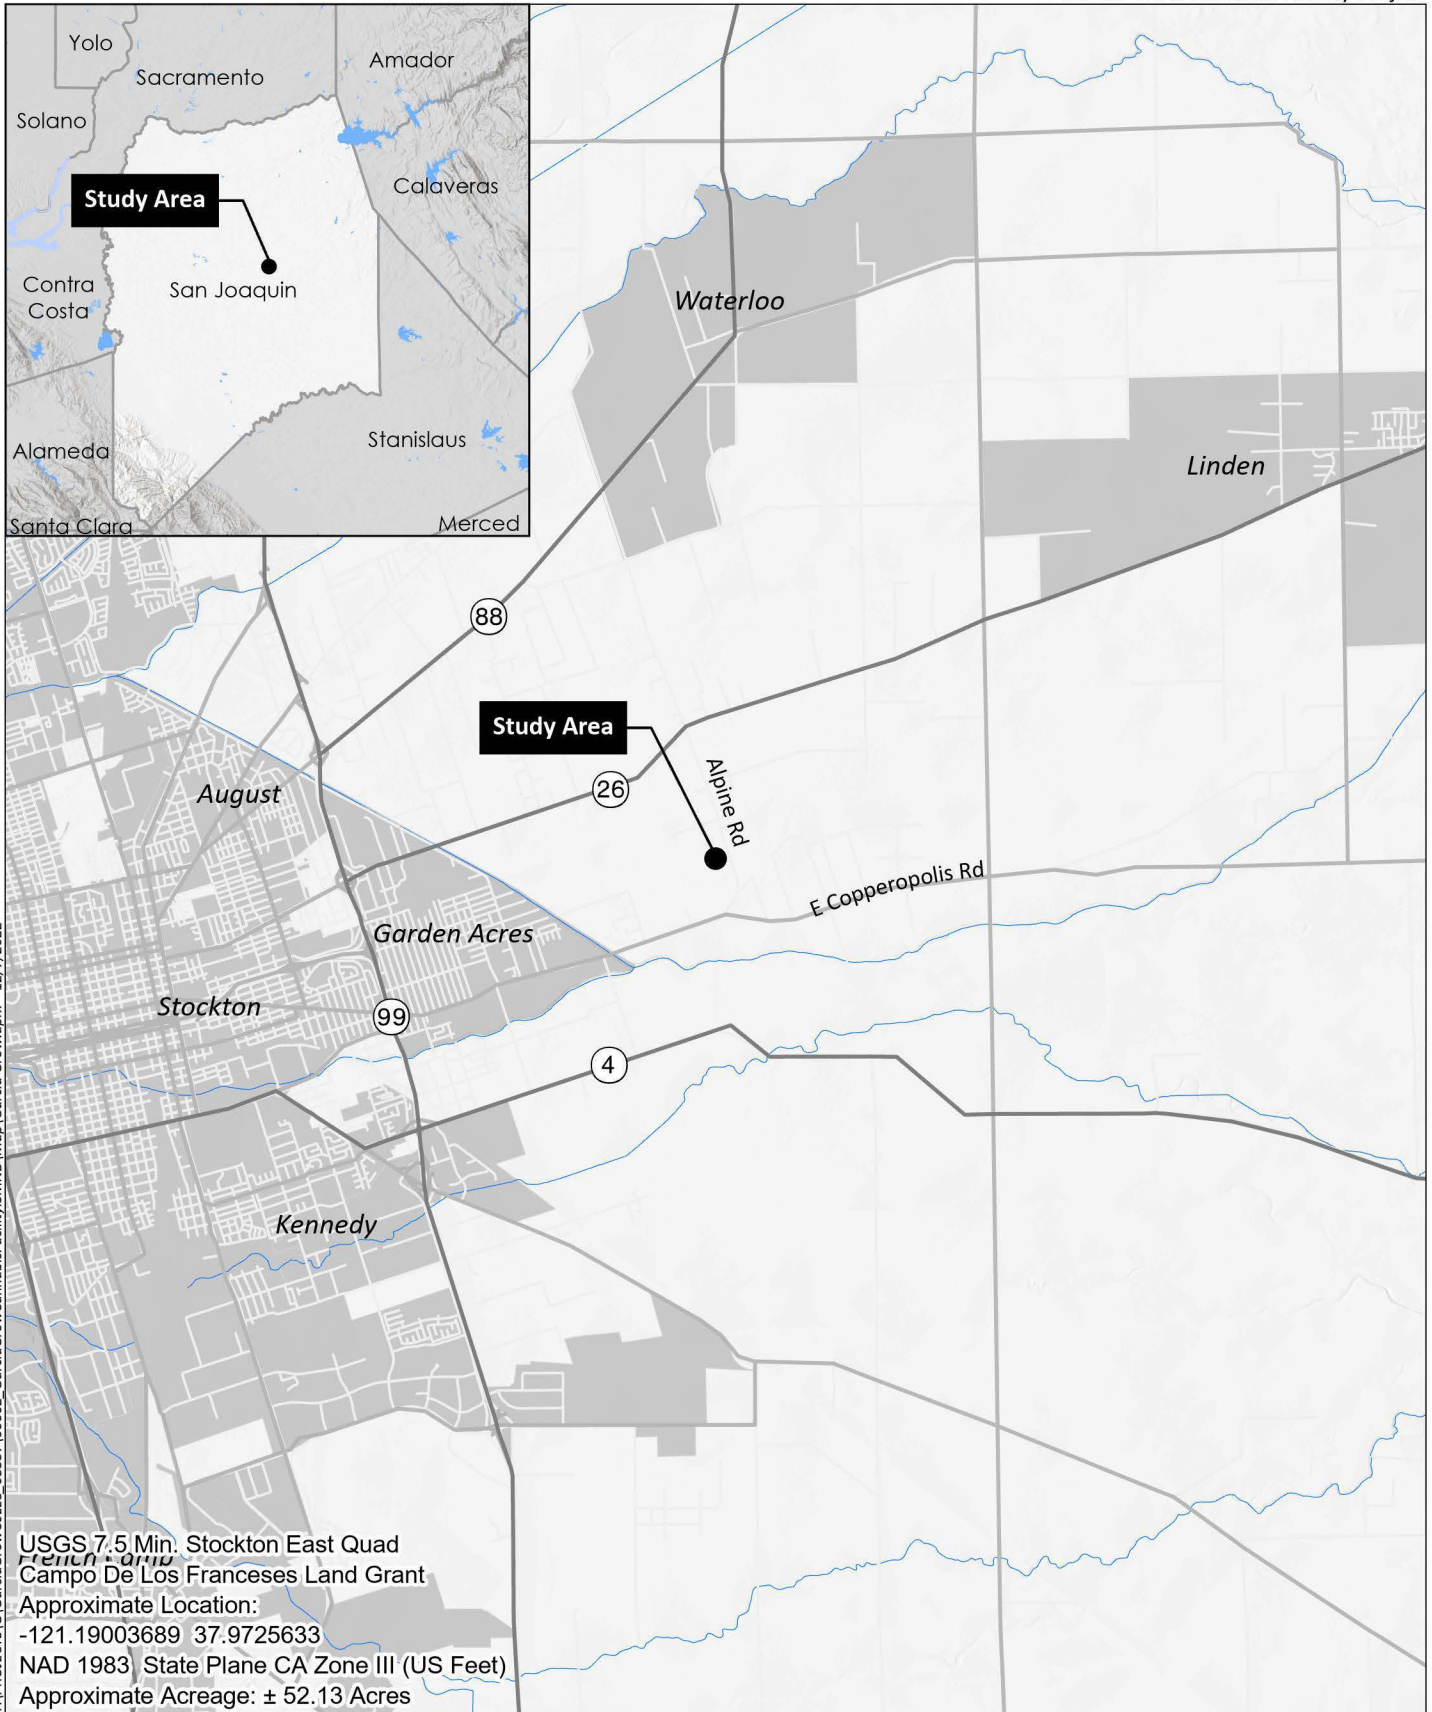 Yolo
Sacramento
Amador
Solano
Study Area
Calaveras
Contra
Costa
San Joaquin
Alameda
Stanislaus
Santa Clara
Merced
Waterloo
Linden
88
Study Area
26
Alpine Rd
August
E Copperopolis Rd
Garden Acres
Stockton
99
4
Kennedy
French Camp
USGS 7.5 Min. Stockton East Quad
Campo De Los Franceses Land Grant
Approximate Location:
-121.19003689 37.9725633
NAD 1983 State Plane CA Zone III (US Feet)
Approximate Acreage: ± 52.13 Acres